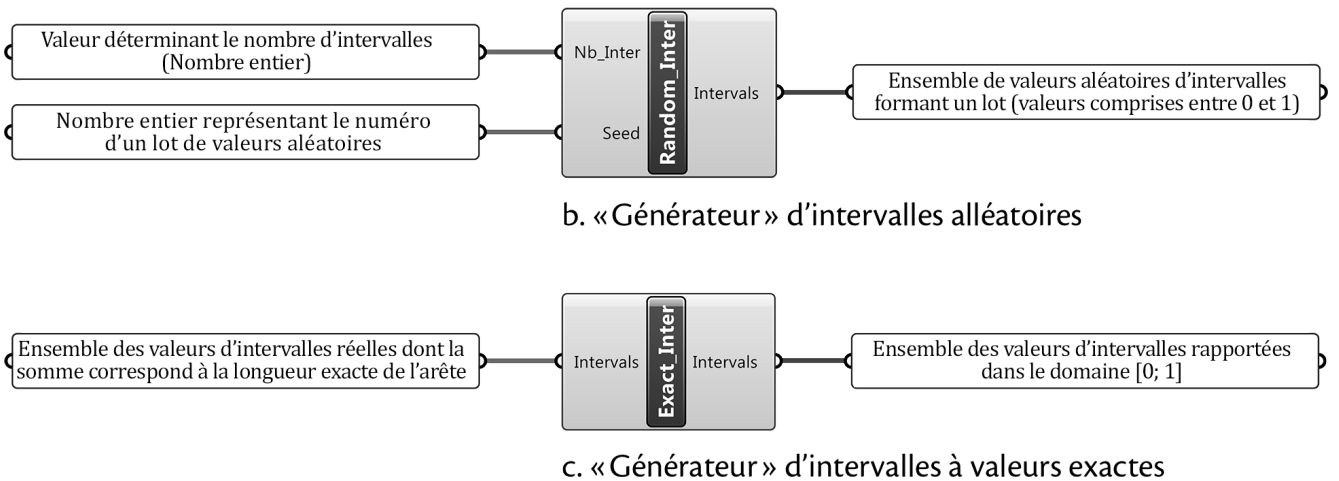 Valeur déterminant le nombre d’intervalles
(Nombre entier)
Nombre entier représentant le numéro
d’un lot de valeurs aléatoires
Nb_Inter
Seed
Random_Inter
Intervals
Ensemble de valeurs aléatoires d’intervalles
formant un lot (valeurs comprises entre 0 et 1)
b. « Générateur » d’intervalles alléatoires
Ensemble des valeurs d’intervalles réelles dont la
somme correspond à la longueur exacte de l’arête
Intervals
Exact_Inter
Intervals
Ensemble des valeurs d’intervalles rapportées
dans le domaine [0; 1]
c. « Générateur » d’intervalles à valeurs exactes